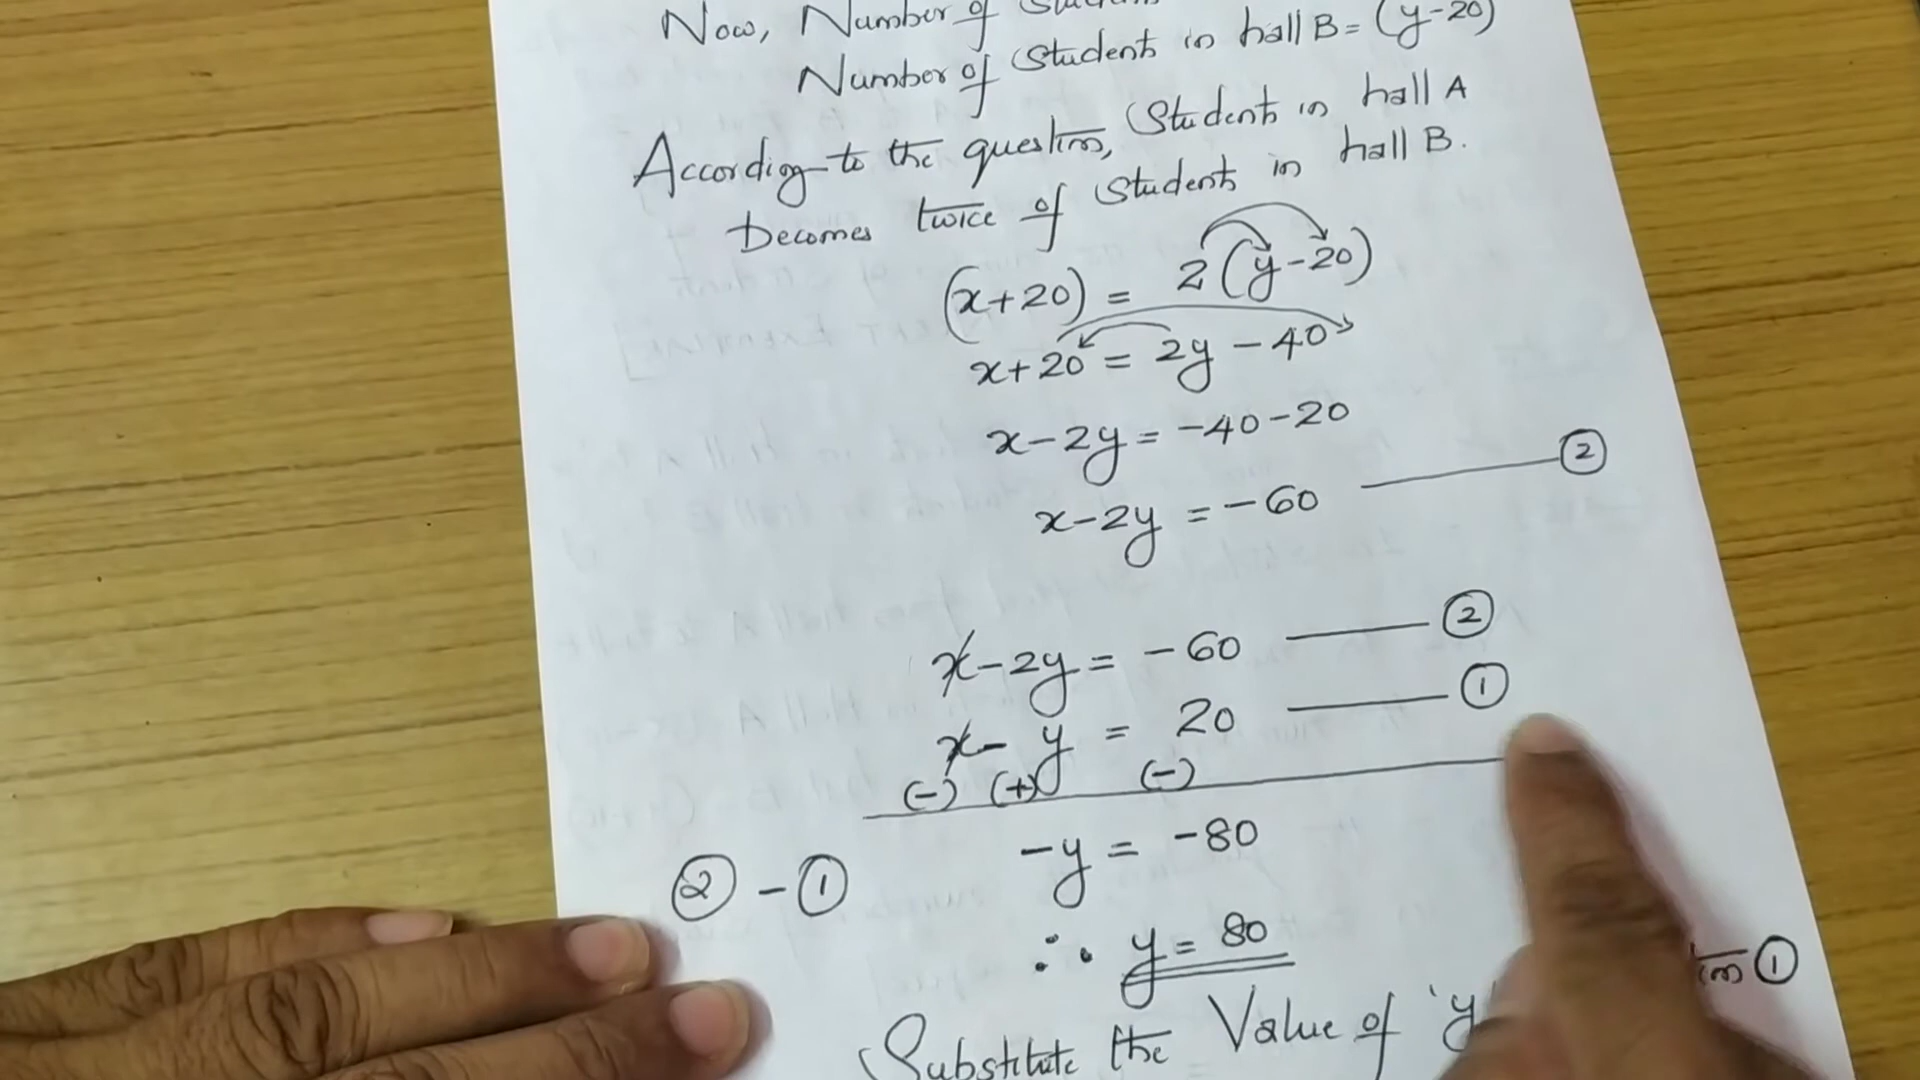 Now, Number of
Number of Students in hall B = (y-20)
According to the question, Students in hall A
becomes twice of Students in hall B.
(x+20) = 2(y-20)
x+20 = 2y - 40
x-2y = -40-20
x-2y = -60 ——— ②
x-2y = -60 ——— ②
x- y = 20 ——— ①
(-) (+) (-)
② - ① -y = -80
∴ y = 80
Substitute the Value of 'y' ①